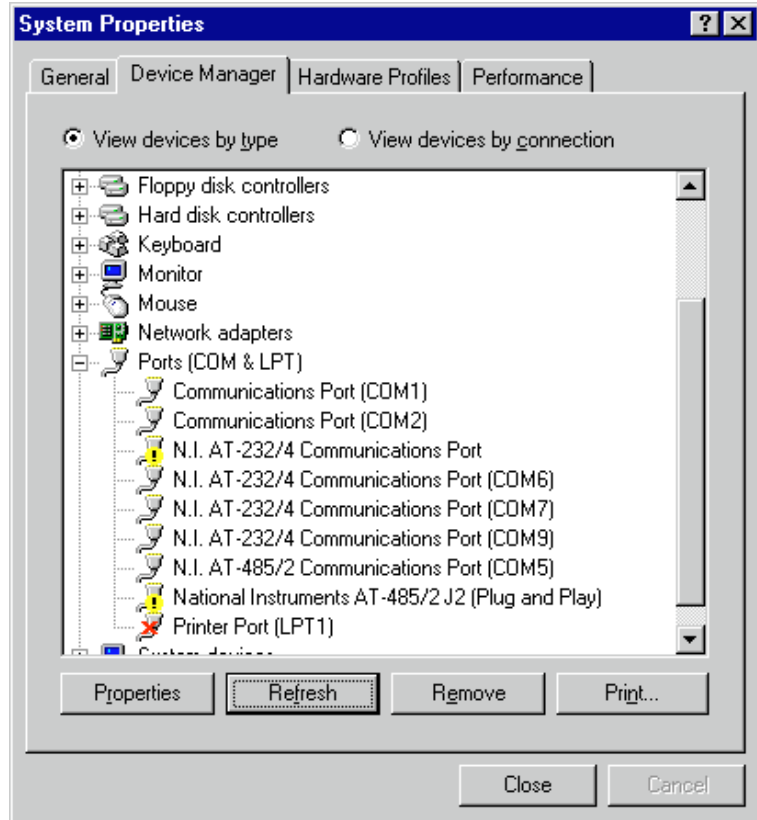 System Properties
General Device Manager Hardware Profiles Performance
View devices by type View devices by connection
Floppy disk controllers
Hard disk controllers
Keyboard
Monitor
Mouse
Network adapters
Ports (COM & LPT)
Communications Port (COM1)
Communications Port (COM2)
N.I. AT-232/4 Communications Port
N.I. AT-232/4 Communications Port (COM6)
N.I. AT-232/4 Communications Port (COM7)
N.I. AT-232/4 Communications Port (COM9)
N.I. AT-485/2 Communications Port (COM5)
National Instruments AT-485/2 J2 (Plug and Play)
Printer Port (LPT1)
System devices
Properties Refresh Remove Print...
Close Cancel